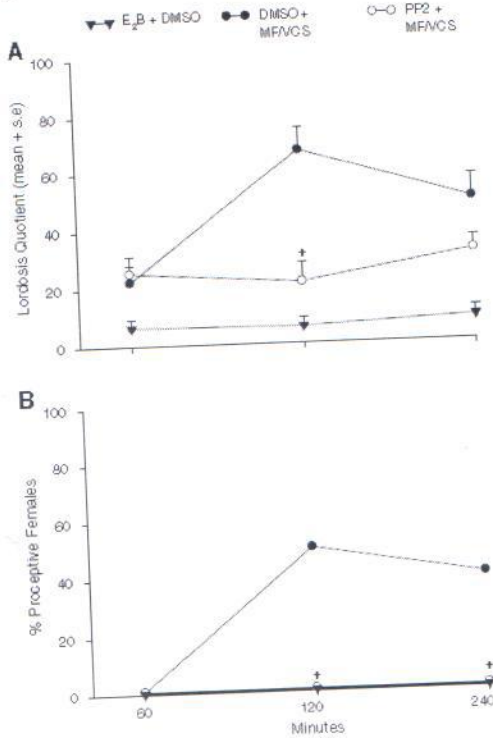 E2B + DMSO DMSO + PP2 +
MF/VCS MF/VCS
A
100
80
60
40
20
0
Lordosis Quotient (mean + s.e)
‡
B
100
80
60
40
20
0
% Proceptive Females
† †
60 120 240
Minutes